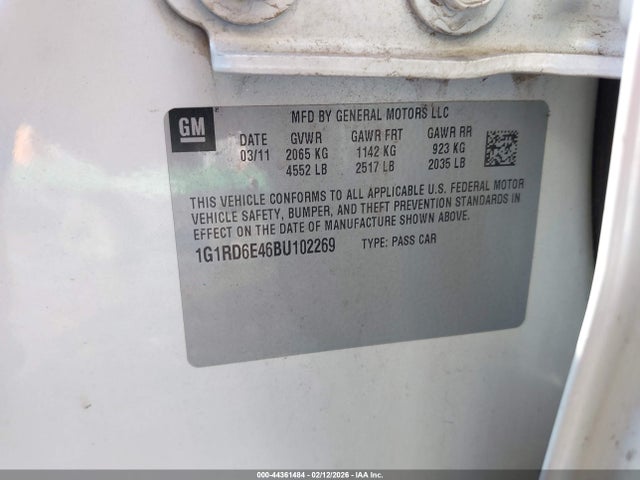 GM
MFD BY GENERAL MOTORS LLC
DATE GVWR GAWR FRT GAWR RR
03/11 2065 KG 1142 KG 923 KG
4552 LB 2517 LB 2035 LB
THIS VEHICLE CONFORMS TO ALL APPLICABLE U.S. FEDERAL MOTOR
VEHICLE SAFETY, BUMPER, AND THEFT PREVENTION STANDARDS IN
EFFECT ON THE DATE OF MANUFACTURE SHOWN ABOVE.
1G1RD6E46BU102269 TYPE: PASS CAR
000-44361484 - 02/12/2026 - IAA Inc.